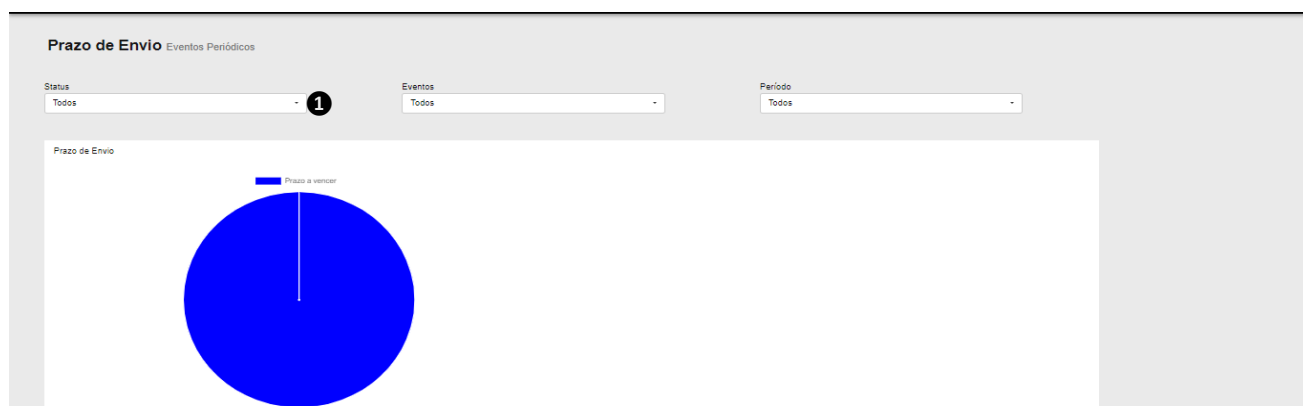 Prazo de Envio Eventos Periódicos
Status Eventos Período
Todos 1 Todos Todos
Prazo de Envio
Prazo a vencer